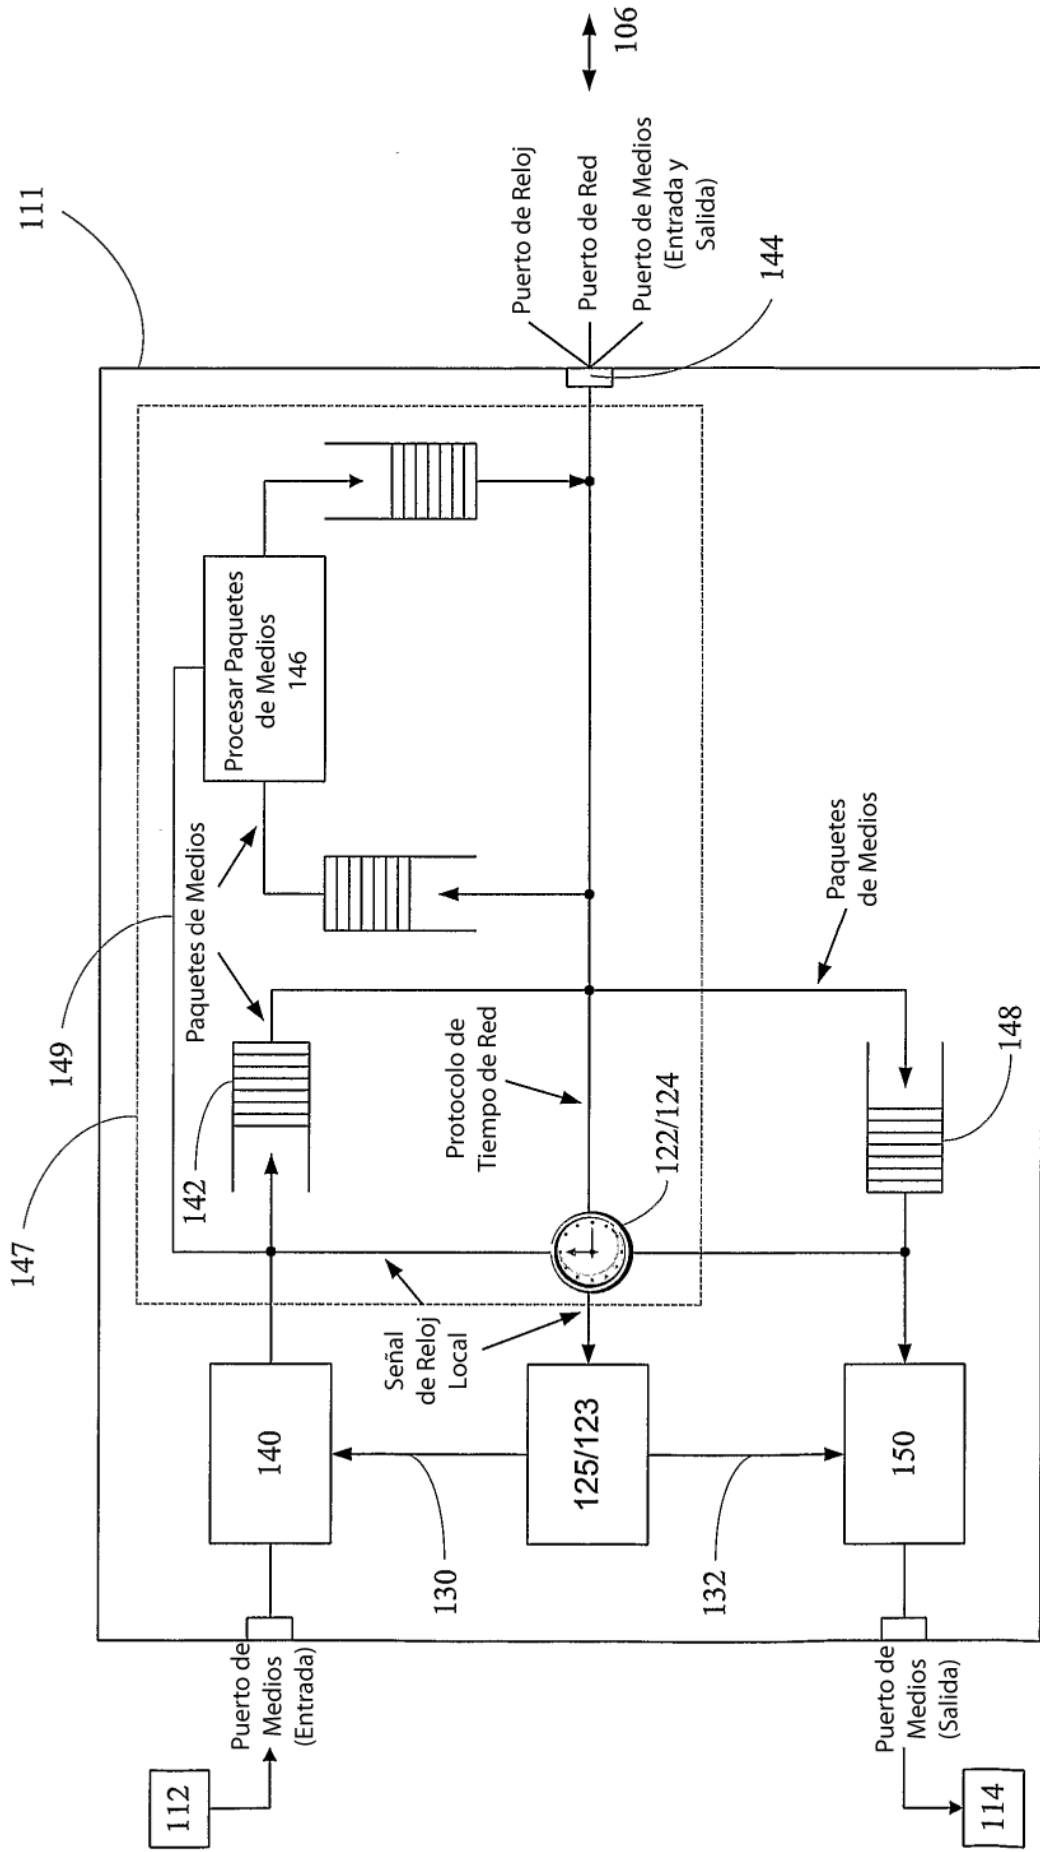 111
147
149
142
Paquetes de Medios
Procesar Paquetes
de Medios
146
Puerto de Reloj
Puerto de Red
Puerto de Medios
(Entrada y
Salida)
106
144
112
Puerto de
Medios
(Entrada)
140
130
Señal
de Reloj
Local
125/123
Protocolo de
Tiempo de Red
122/124
132
Paquetes
de Medios
148
150
Puerto de
Medios
(Salida)
114